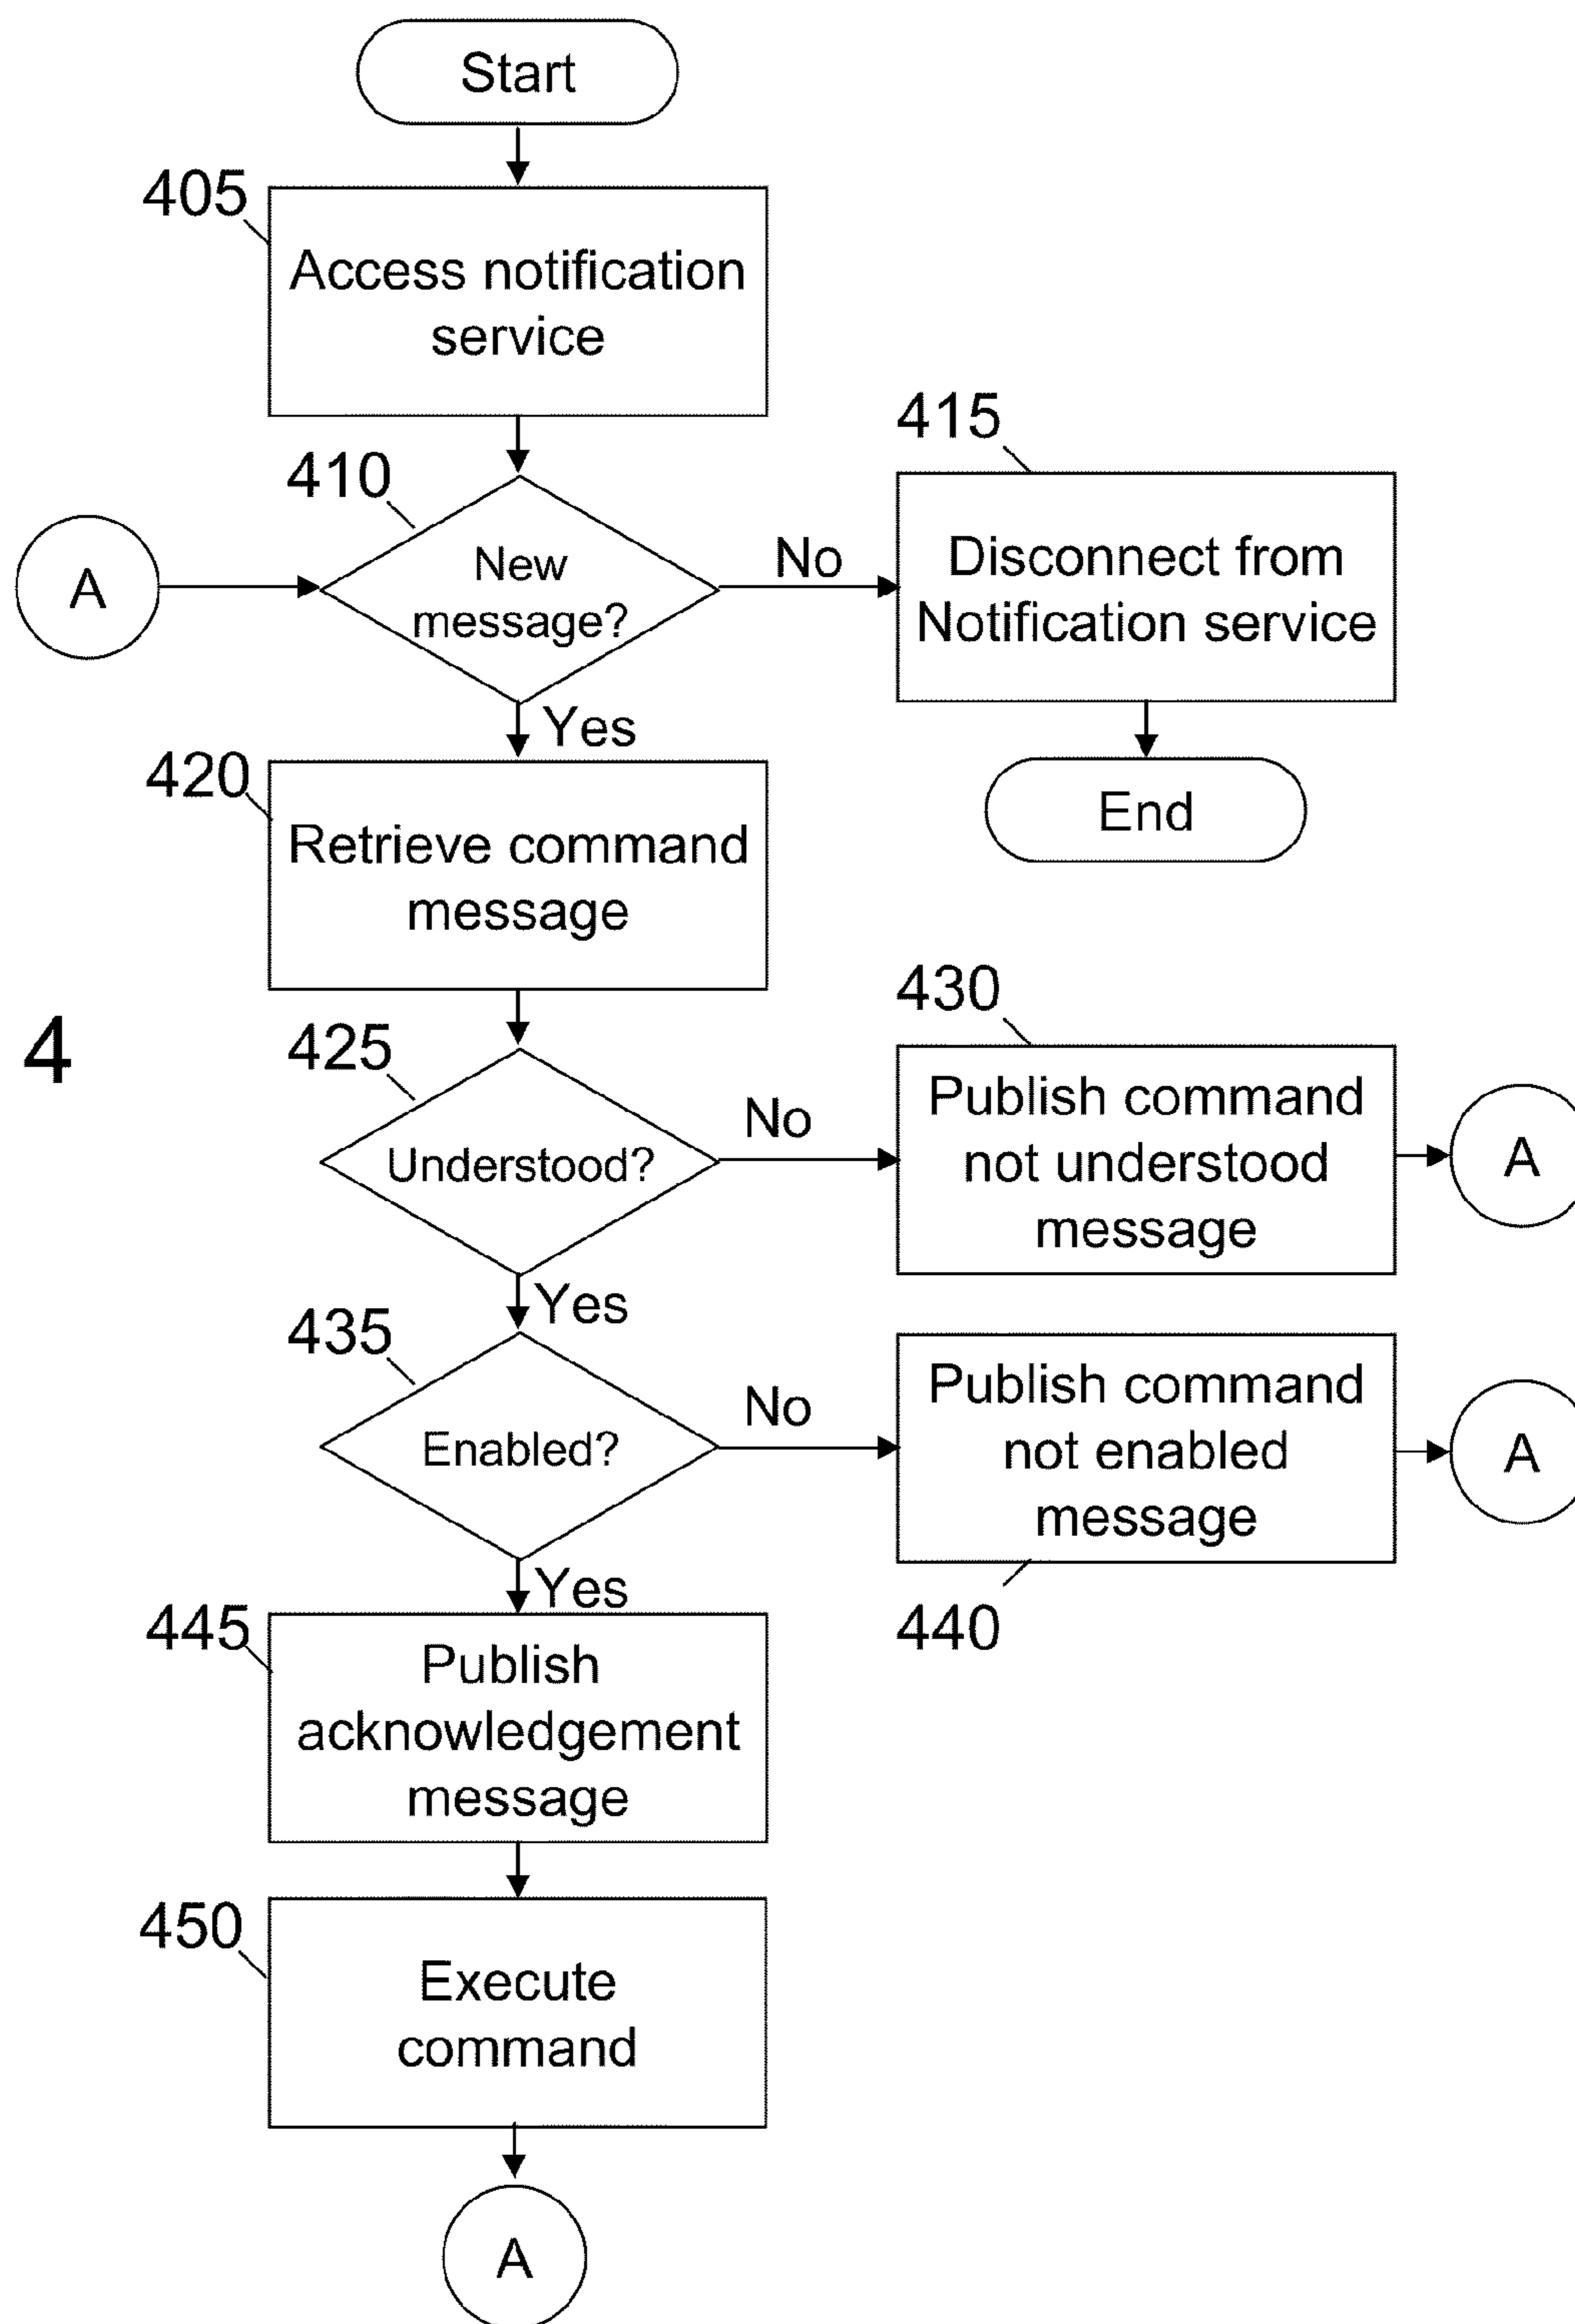 Start
405
Access notification
service
410
415
A
New
message?
No
Disconnect from
Notification service
Yes
420
Retrieve command
message
End
4
425
430
Understood?
No
Publish command
not understood
message
A
Yes
435
Enabled?
No
Publish command
not enabled
message
A
440
Yes
445
Publish
acknowledgement
message
450
Execute
command
A